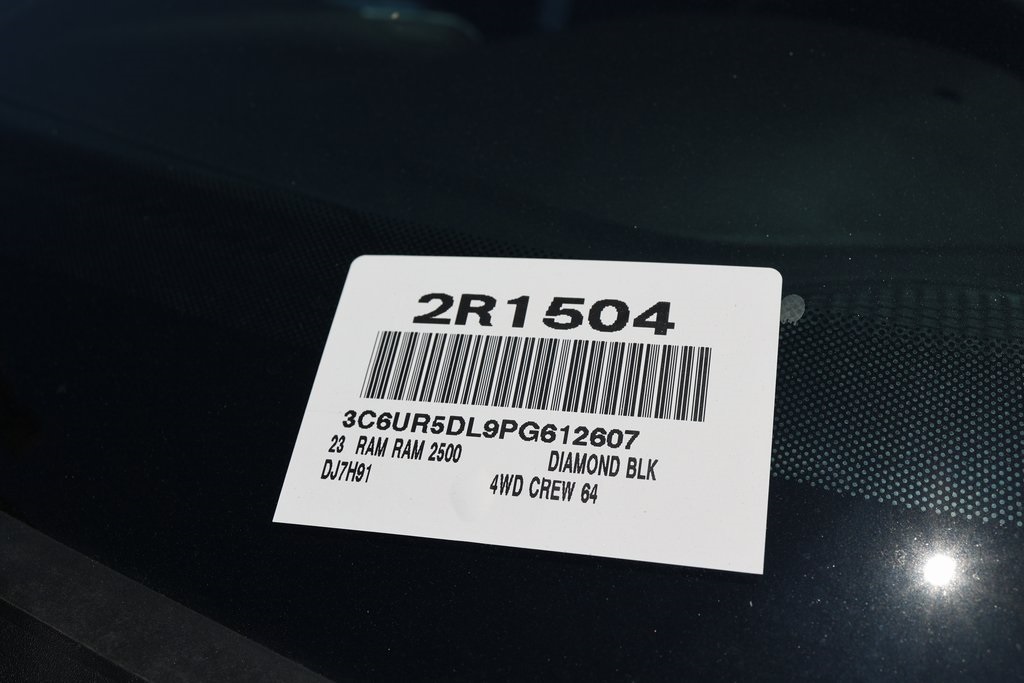 2R1504
3C6UR5DL9PG612607
23 RAM RAM 2500 DIAMOND BLK
DJ7H91 4WD CREW 64